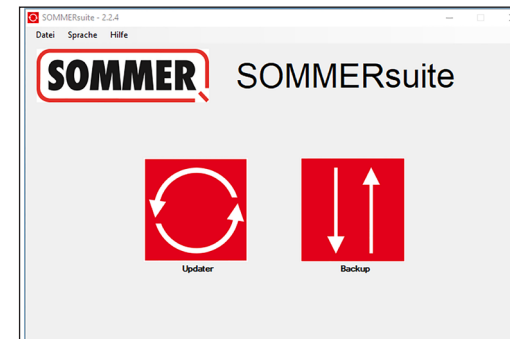 SOMMERsuite - 2.2.4
Datei Sprache Hilfe
SOMMER SOMMERsuite
Updater Backup